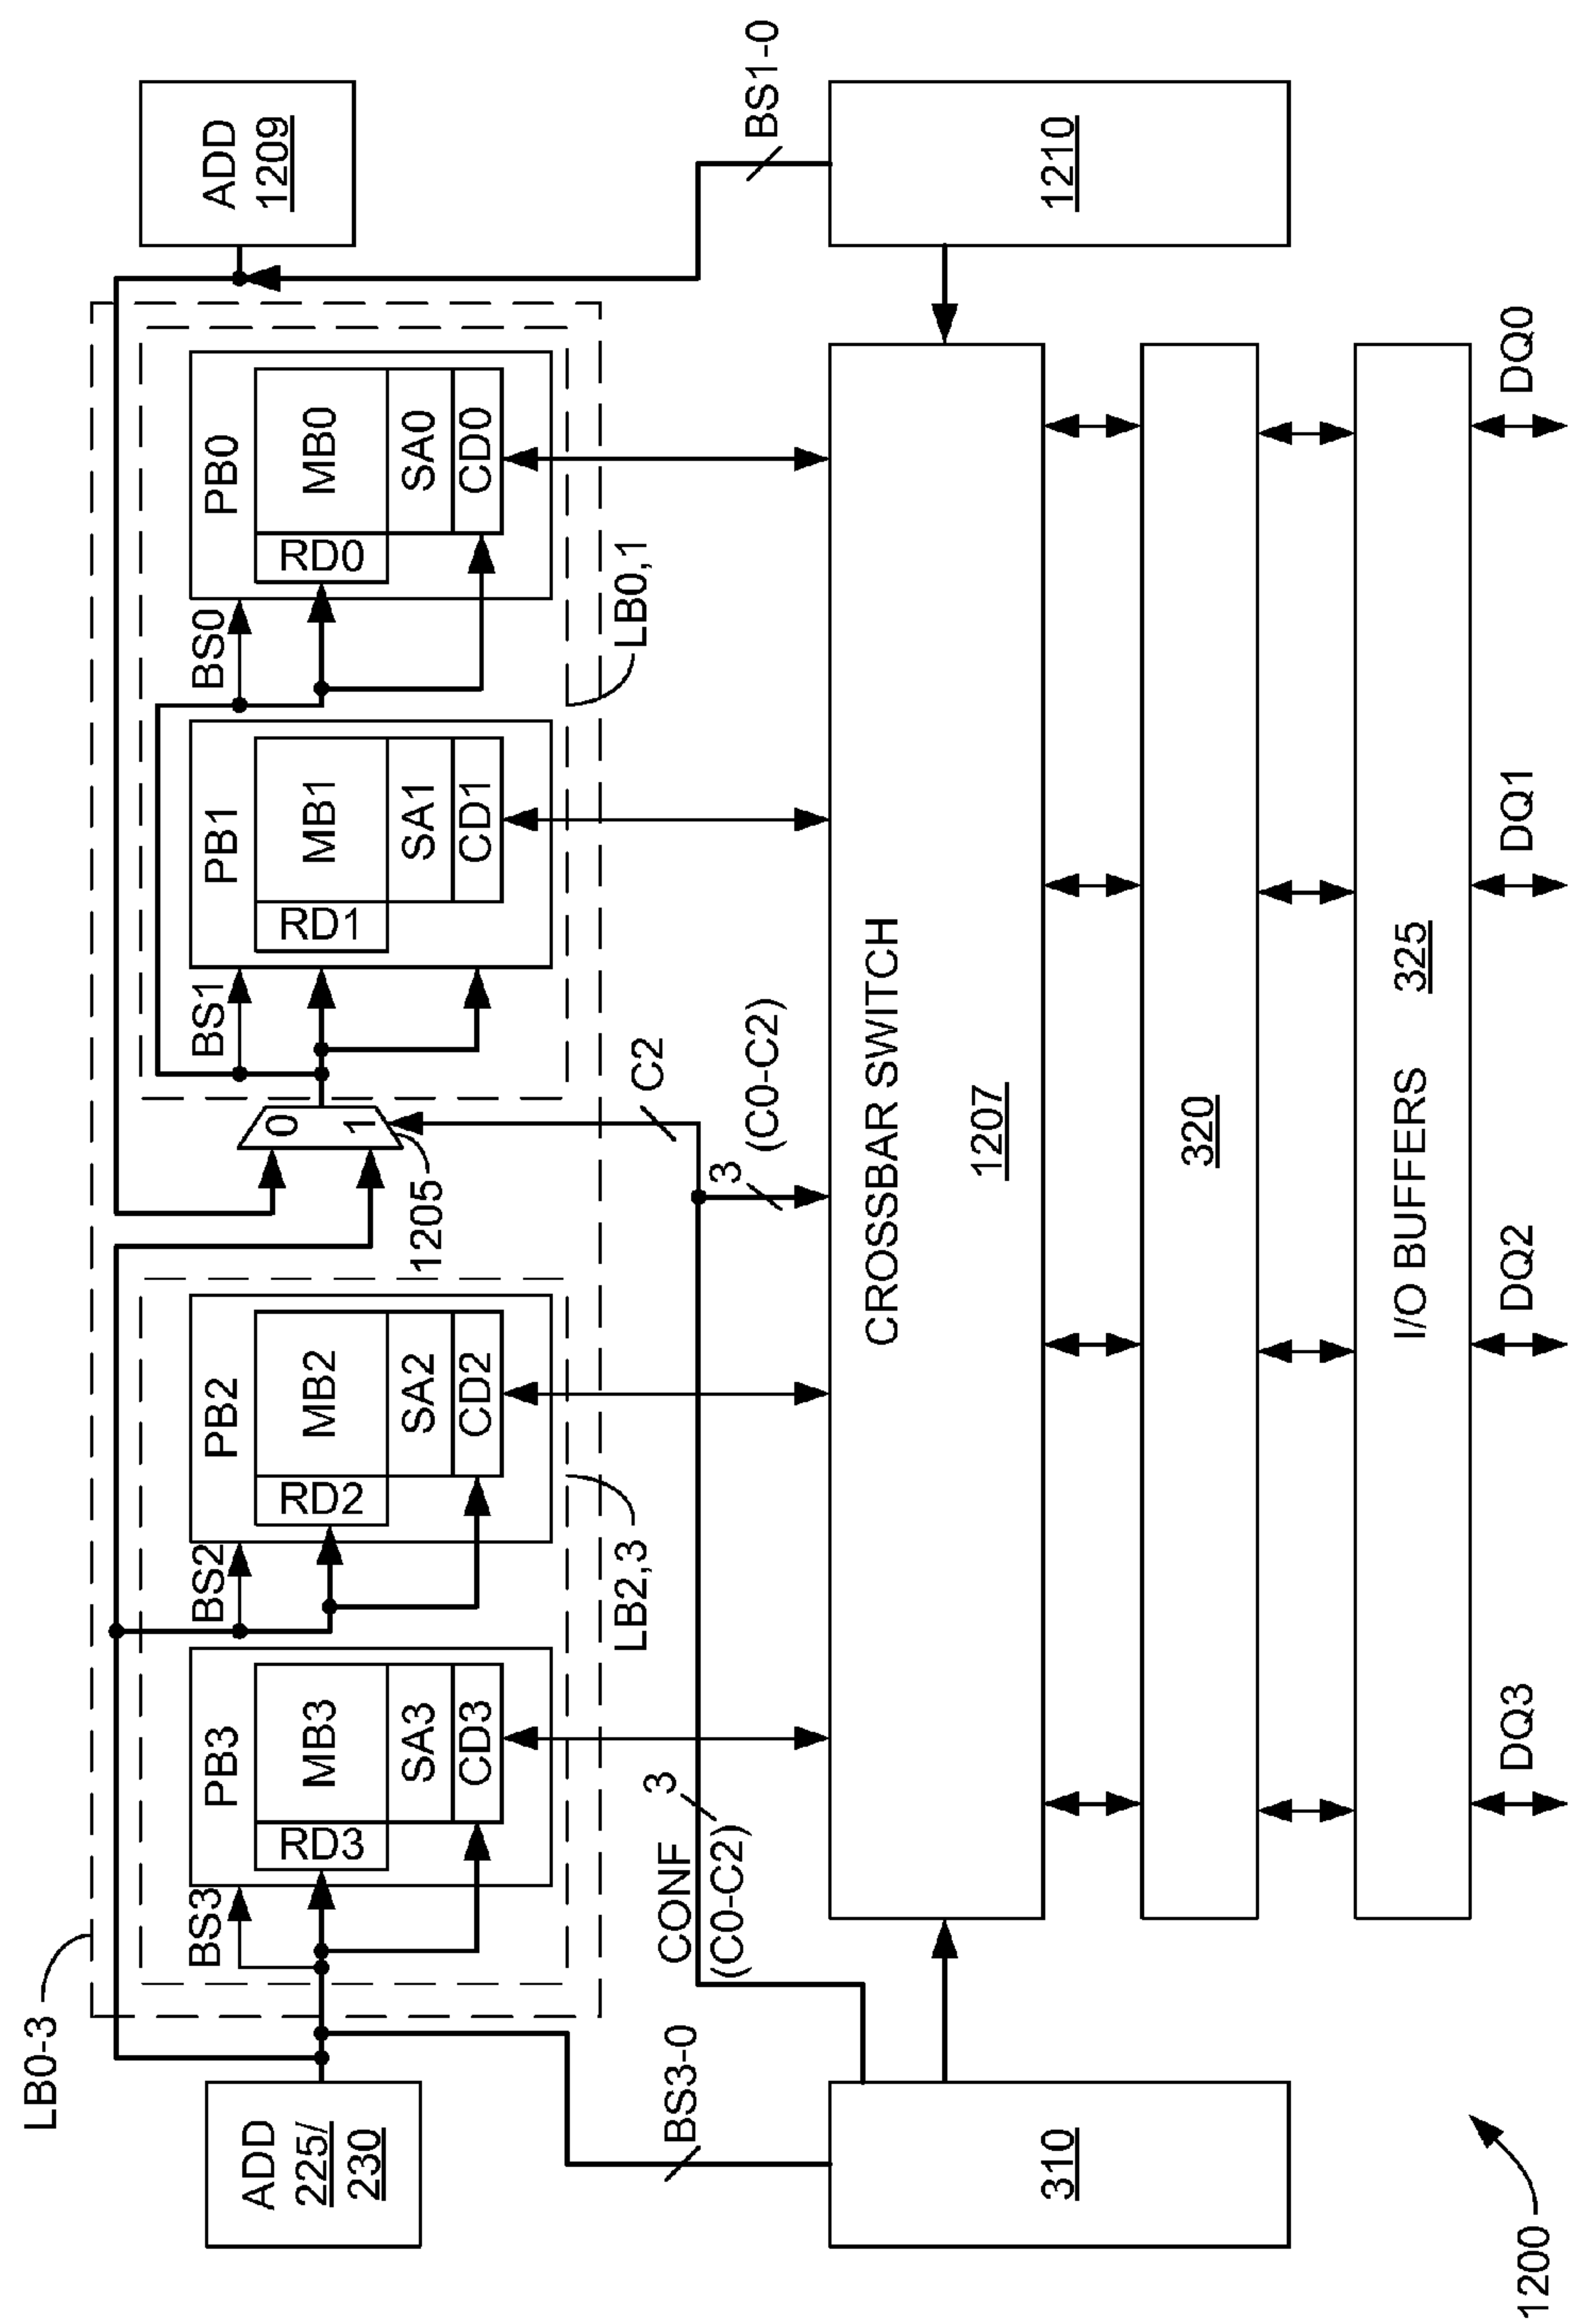 LB0-3
ADD
225/
230
BS3
PB3
RD3
MB3
SA3
CD3
BS2
PB2
RD2
MB2
SA2
CD2
LB2,3
0
1
1205
BS1
PB1
RD1
MB1
SA1
CD1
BS0
PB0
RD0
MB0
SA0
CD0
LB0,1
ADD
1209
BS3-0
CONF
(C0-C2)
3
C2
3
(C0-C2)
BS1-0
310
CROSSBAR SWITCH
1207
1210
320
I/O BUFFERS 325
DQ3
DQ2
DQ1
DQ0
1200